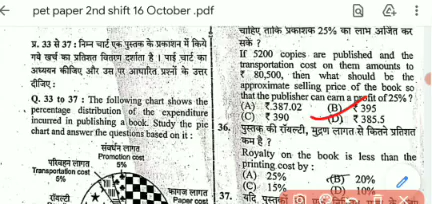 pet paper 2nd shift 16 October .pdf
प्र. 33 से 37 : निम्न चार्ट एक पुस्तक के प्रकाशन में किये
गये खर्च का प्रतिशत वितरण दर्शाता है । पाई चार्ट का
अध्ययन कीजिए और उस पर आधारित प्रश्नों के उत्तर
दीजिए :
Q. 33 to 37 : The following chart shows the
percentage distribution of the expenditure
incurred in publishing a book. Study the pie
chart and answer the questions based on it :
संवर्धन लागत
Promotion cost
5%
परिवहन लागत
Transportation cost
5%
रॉयल्टी
कागज लागत
Paper cost
चाहिए ताकि प्रकाशक 25% का लाभ अर्जित कर
सके ?
If 5200 copies are published and the
transportation cost on them amounts to
₹ 80,500, then what should be the
approximate selling price of the book so
that the publisher can earn a profit of 25% ?
(A) ₹.387.02 (B) ₹ 395
(C) ₹ 390 (D) ₹ 385.5
36. पुस्तक की रॉयल्टी, मुद्रण लागत से कितने प्रतिशत
कम है ?
Royalty on the book is less than the
printing cost by :
(A) 25% (B) 20%
(C) 15% (D) 10%
37. यदि पुस्तक